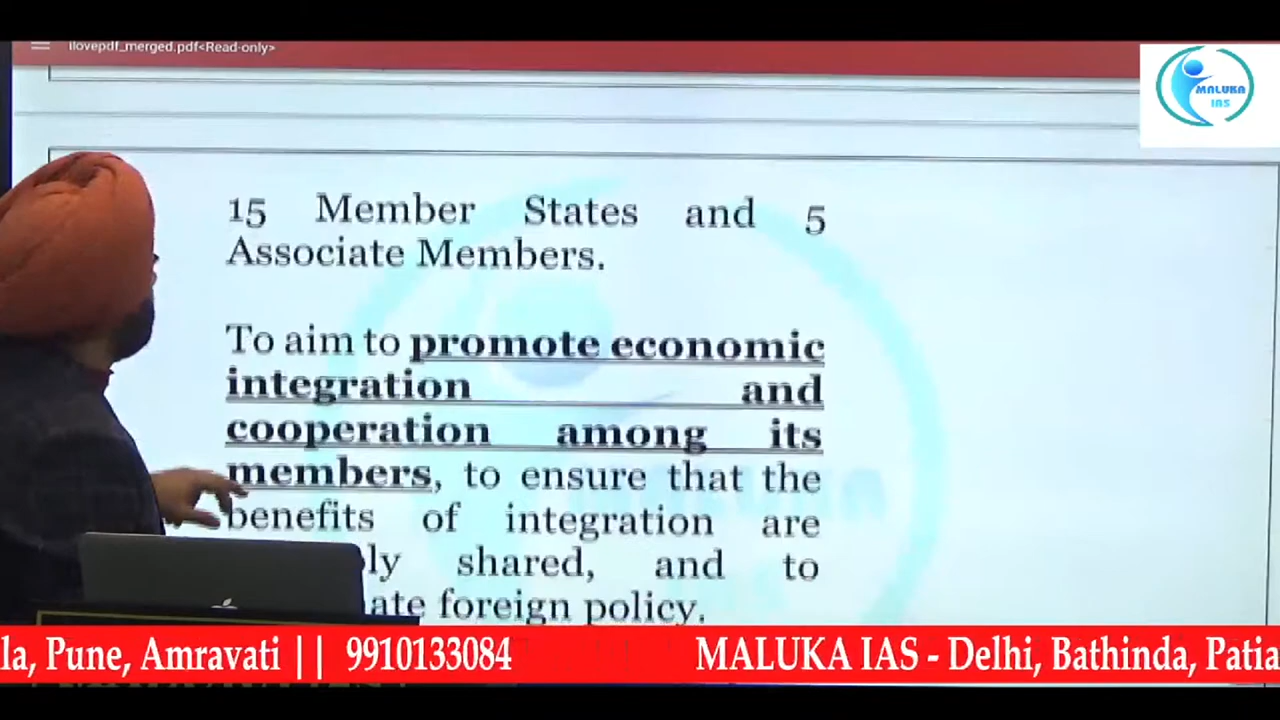 ilovepdf_merged.pdf<Read-only>
MALUKA
IAS
15 Member States and 5
Associate Members.
To aim to promote economic
integration and
cooperation among its
members, to ensure that the
benefits of integration are
ly shared, and to
ate foreign policy.
la, Pune, Amravati || 9910133084 MALUKA IAS - Delhi, Bathinda, Patia